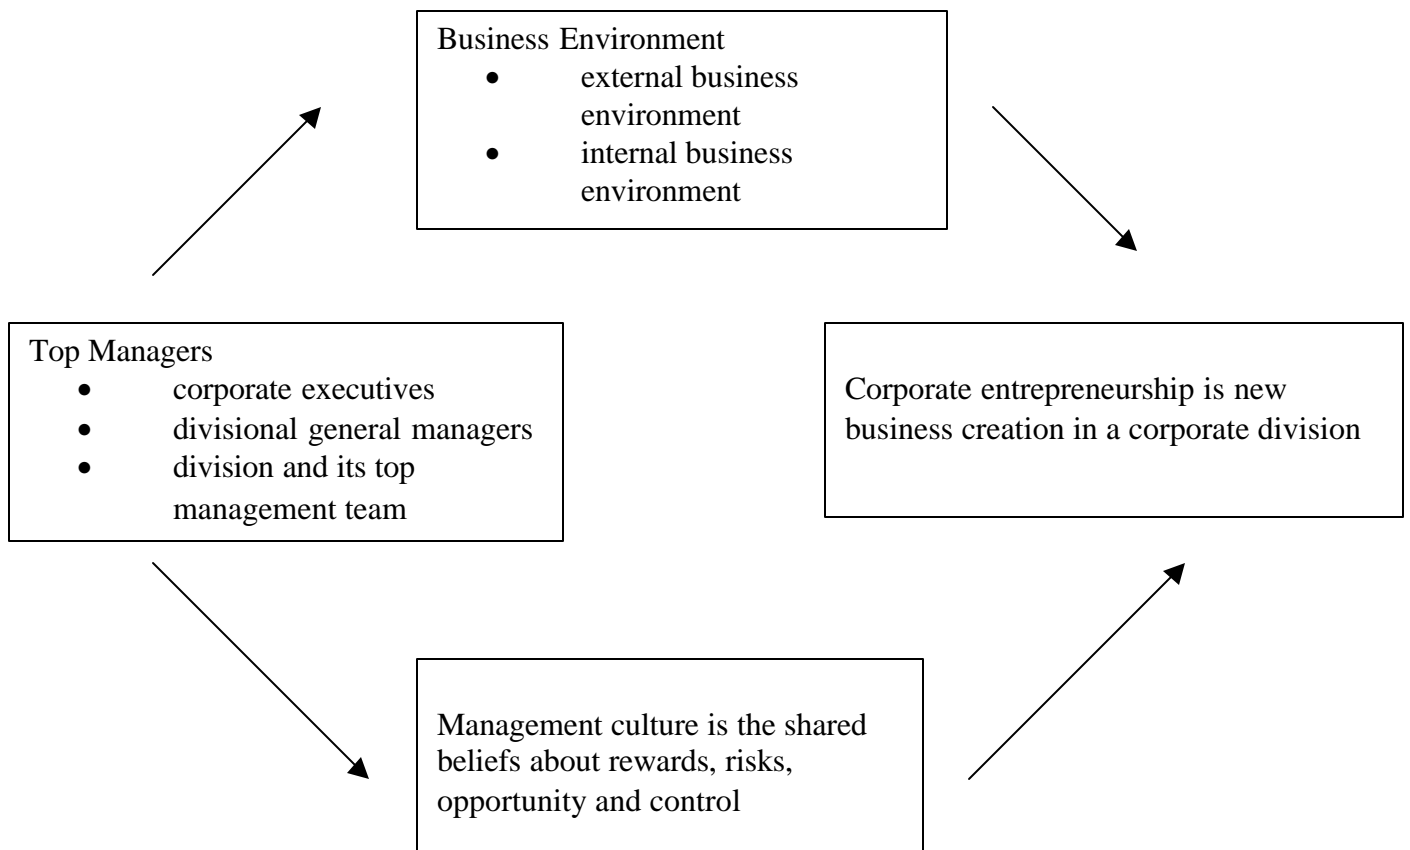 Business Environment
• external business
environment
• internal business
environment
Top Managers
• corporate executives
• divisional general managers
• division and its top
management team
Corporate entrepreneurship is new
business creation in a corporate division
Management culture is the shared
beliefs about rewards, risks,
opportunity and control